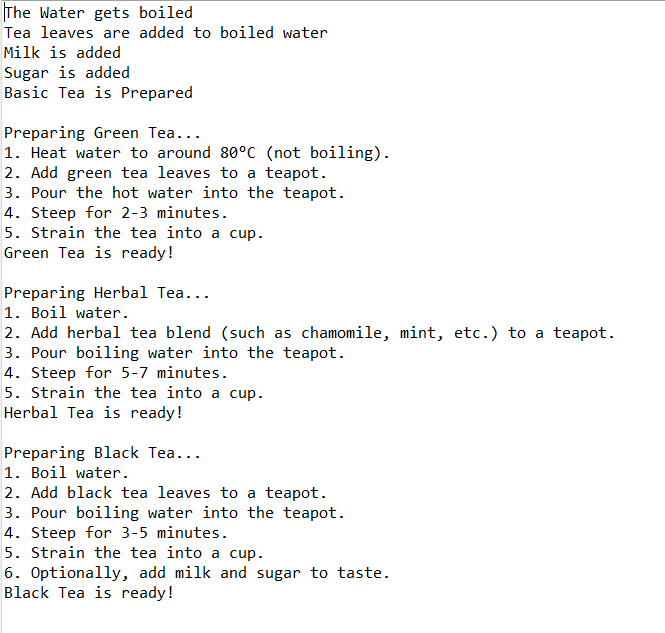 The Water gets boiled
Tea leaves are added to boiled water
Milk is added
Sugar is added
Basic Tea is Prepared

Preparing Green Tea...
1. Heat water to around 80°C (not boiling).
2. Add green tea leaves to a teapot.
3. Pour the hot water into the teapot.
4. Steep for 2-3 minutes.
5. Strain the tea into a cup.
Green Tea is ready!

Preparing Herbal Tea...
1. Boil water.
2. Add herbal tea blend (such as chamomile, mint, etc.) to a teapot.
3. Pour boiling water into the teapot.
4. Steep for 5-7 minutes.
5. Strain the tea into a cup.
Herbal Tea is ready!

Preparing Black Tea...
1. Boil water.
2. Add black tea leaves to a teapot.
3. Pour boiling water into the teapot.
4. Steep for 3-5 minutes.
5. Strain the tea into a cup.
6. Optionally, add milk and sugar to taste.
Black Tea is ready!